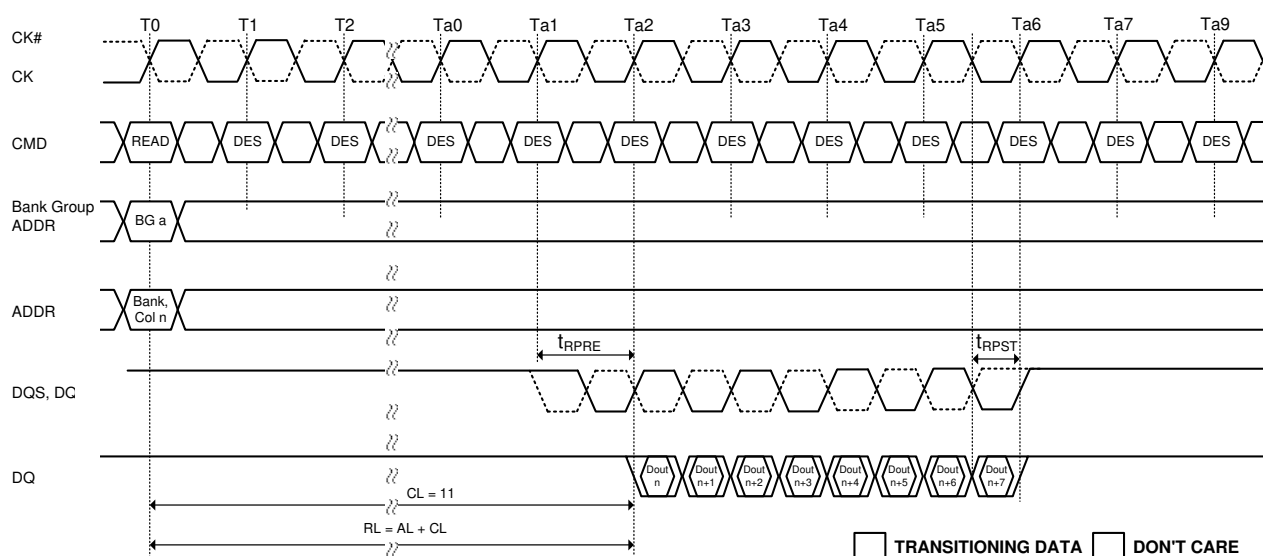 T0 T1 T2 Ta0 Ta1 Ta2 Ta3 Ta4 Ta5 Ta6 Ta7 Ta9
CK#
CK
CMD READ DES DES DES DES DES DES DES DES DES DES DES
Bank Group
ADDR
BG a
ADDR
Bank,
Col n
tRPRE
tRPST
DQS, DQ
DQ
Dout
n
Dout
n+1
Dout
n+2
Dout
n+3
Dout
n+4
Dout
n+5
Dout
n+6
Dout
n+7
CL = 11
RL = AL + CL
TRANSITIONING DATA
DON'T CARE